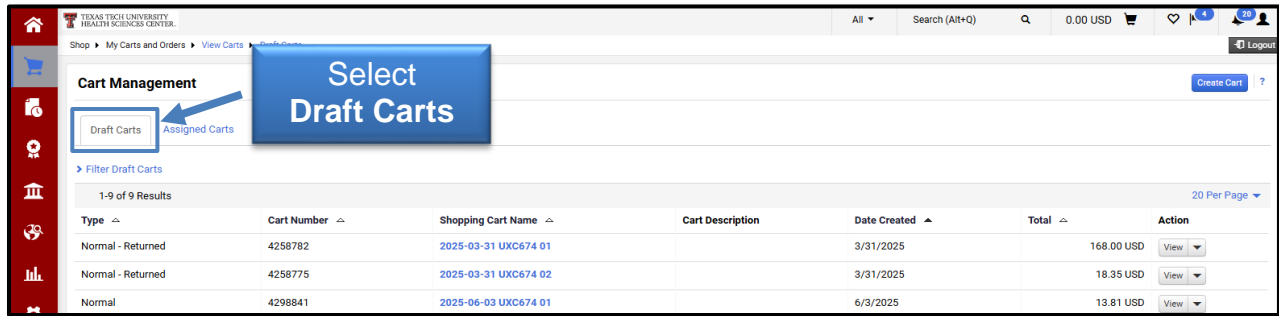 TEXAS TECH UNIVERSITY
HEALTH SCIENCES CENTER.
All Search (Alt+Q) 0.00 USD 4 20
Shop My Carts and Orders View Carts Draft Carts
Logout
Cart Management
Create Cart ?
Select
Draft Carts
Draft Carts Assigned Carts
Filter Draft Carts
1-9 of 9 Results 20 Per Page
Type Cart Number Shopping Cart Name Cart Description Date Created Total Action
Normal - Returned 4258782 2025-03-31 UXC674 01 3/31/2025 168.00 USD View
Normal - Returned 4258775 2025-03-31 UXC674 02 3/31/2025 18.35 USD View
Normal 4298841 2025-06-03 UXC674 01 6/3/2025 13.81 USD View